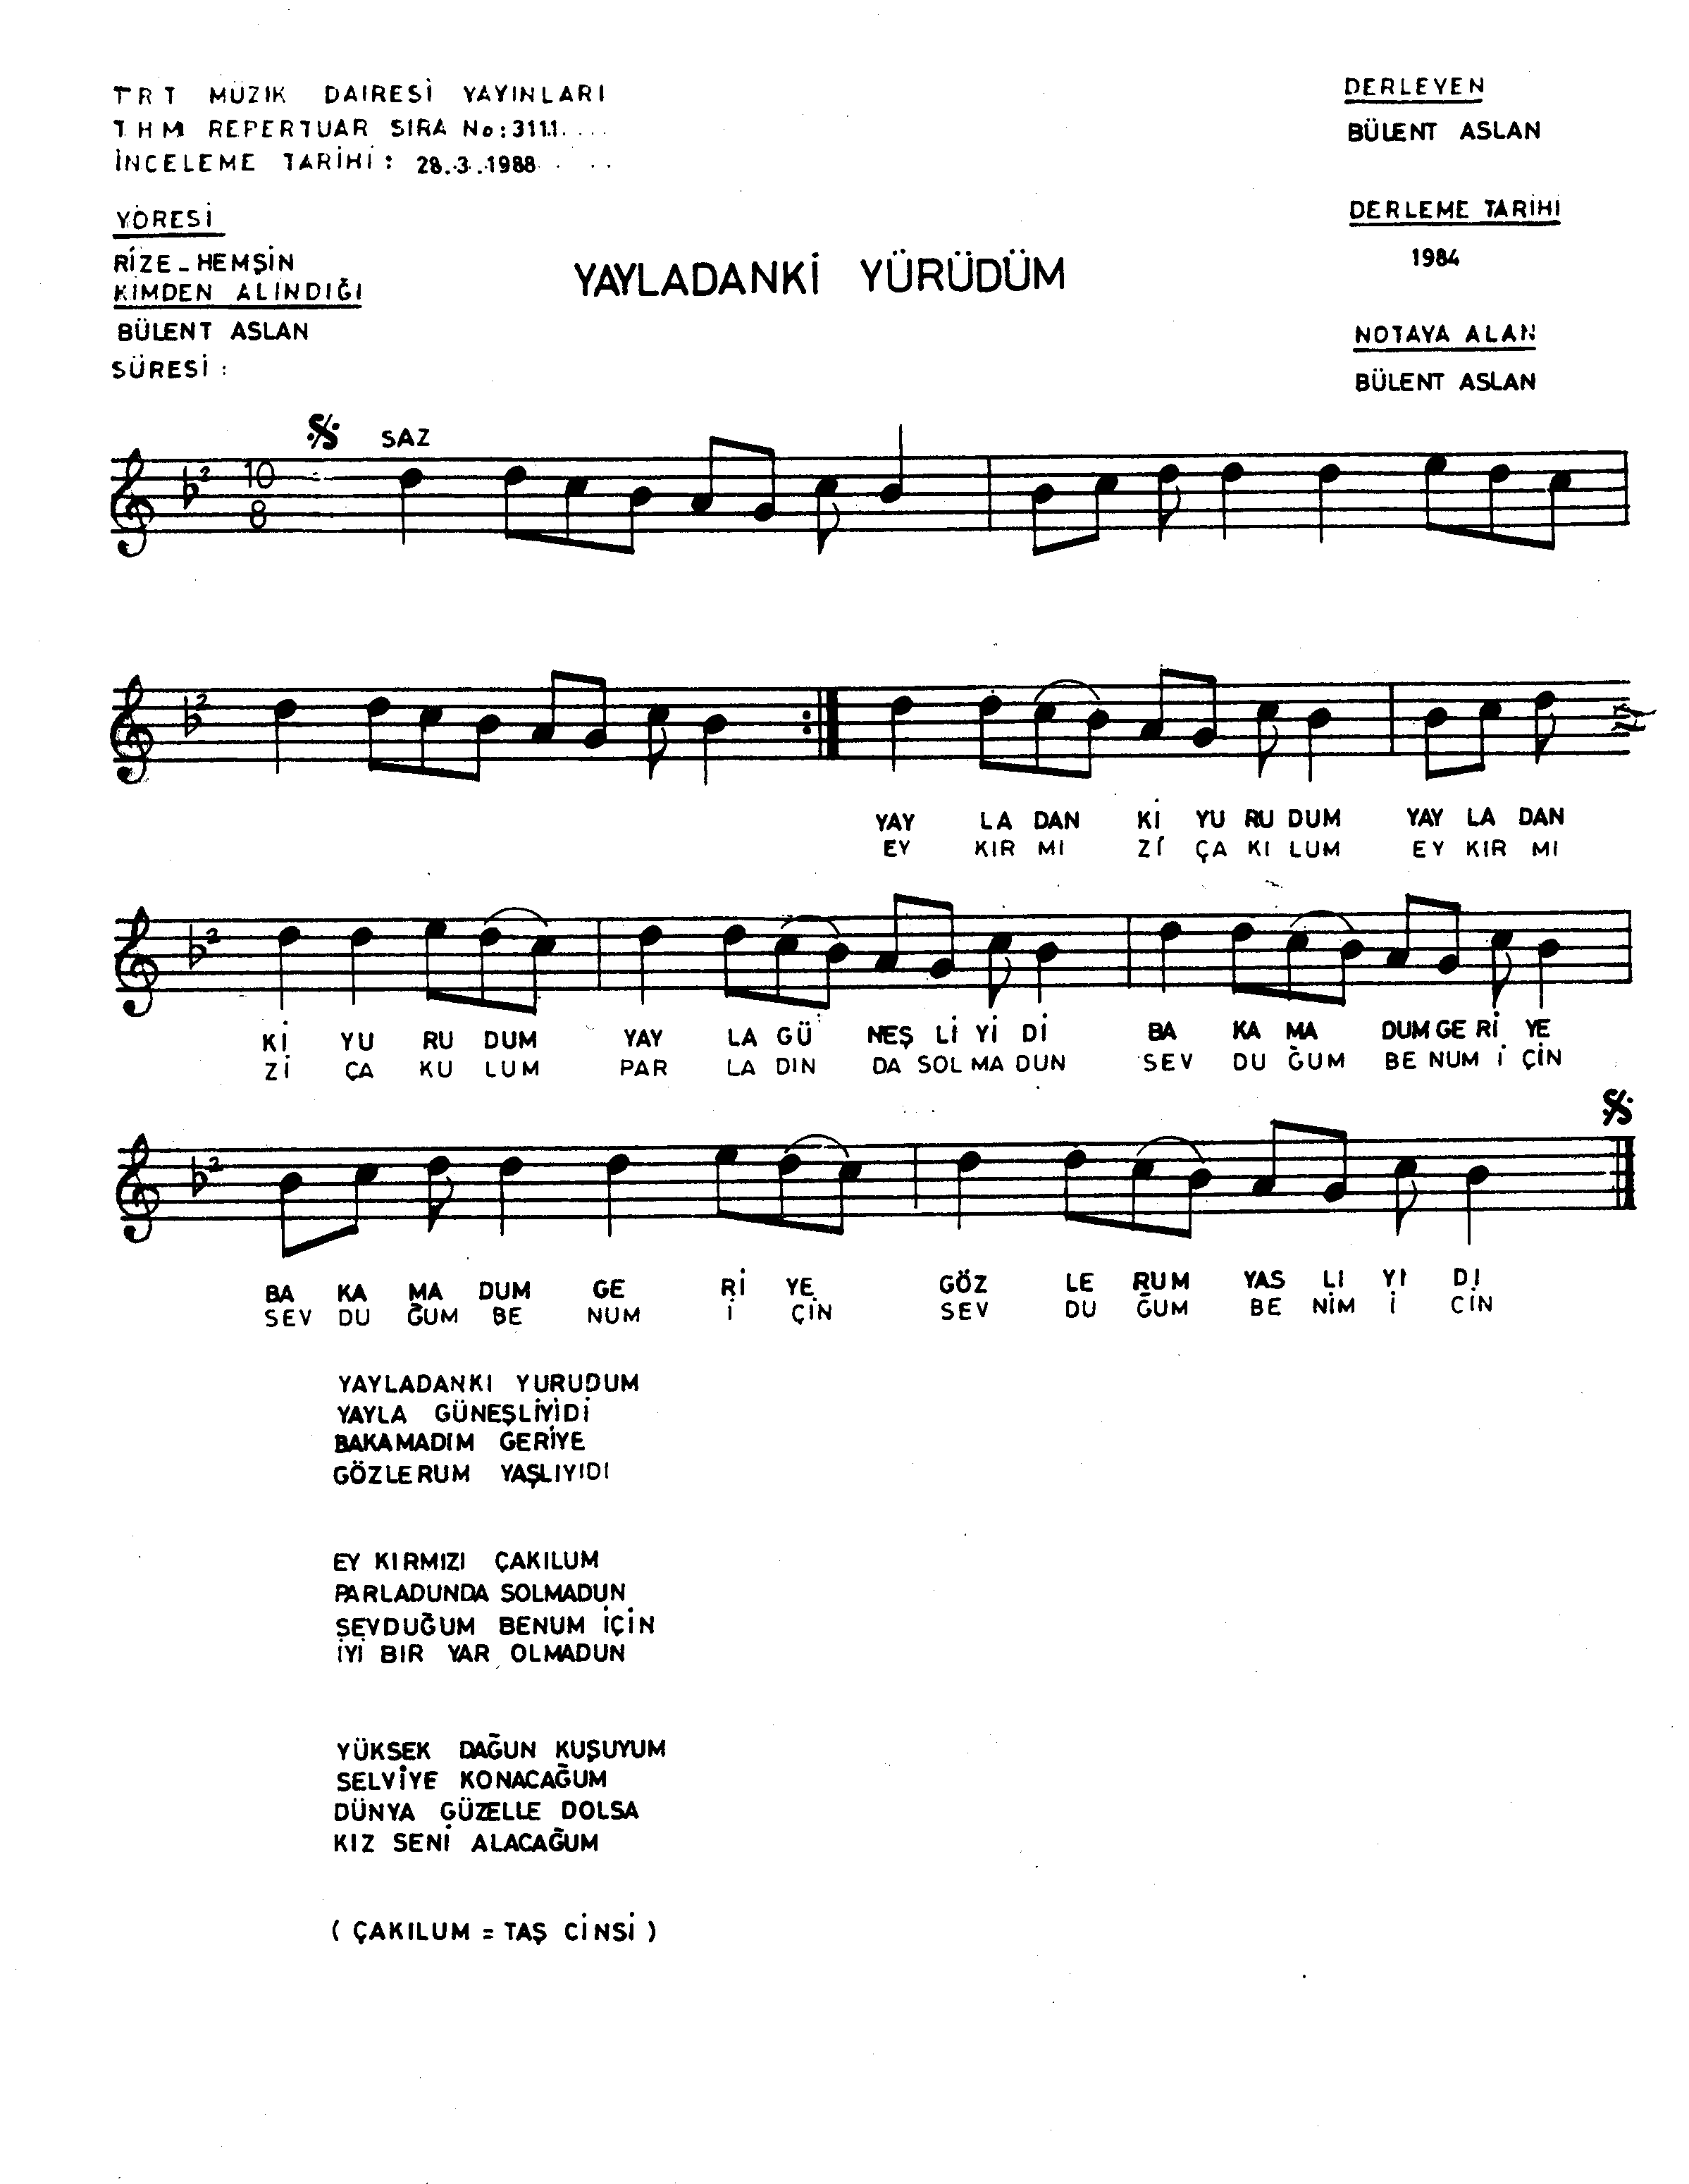 TRT MÜZİK DAİRESİ YAYINLARI
THM REPERTUAR SIRA No: 3111....
İNCELEME TARİHİ: 28.3.1988
YÖRESİ
RİZE - HEMŞİN
KİMDEN ALINDIĞI
BÜLENT ASLAN
SÜRESİ :
YAYLADANKİ YÜRÜDÜM
DERLEYEN
BÜLENT ASLAN
DERLEME TARİHİ
1984
NOTAYA ALAN
BÜLENT ASLAN
SAZ
10
8
YAY LA DAN Kİ YU RU DUM YAY LA DAN
EY KIR MI Zİ ÇA KI LUM EY KIR MI
Kİ YU RU DUM YAY LA GÜ NEŞ Lİ Yİ Dİ BA KA MA DUM GE Rİ YE
Zİ ÇA KU LUM PAR LA DIN DA SOL MA DUN SEV DU ĞUM BE NUM İ ÇİN
BA KA MA DUM GE Rİ YE GÖZ LE RUM YAS LI YI DI
SEV DU ĞUM BE NUM İ ÇİN SEV DU ĞUM BE NİM İ CİN
YAYLADANKI YURUDUM
YAYLA GÜNEŞLİYİDİ
BAKAMADIM GERİYE
GÖZLERUM YAŞLIYIDI
EY KIRMIZI ÇAKILUM
PARLADUNDA SOLMADUN
SEVDUĞUM BENUM İÇİN
İYİ BIR YAR OLMADUN
YÜKSEK DAĞUN KUŞUYUM
SELVİYE KONACAĞUM
DÜNYA GÜZELLE DOLSA
KIZ SENİ ALACAĞUM
( ÇAKILUM = TAŞ CİNSİ )